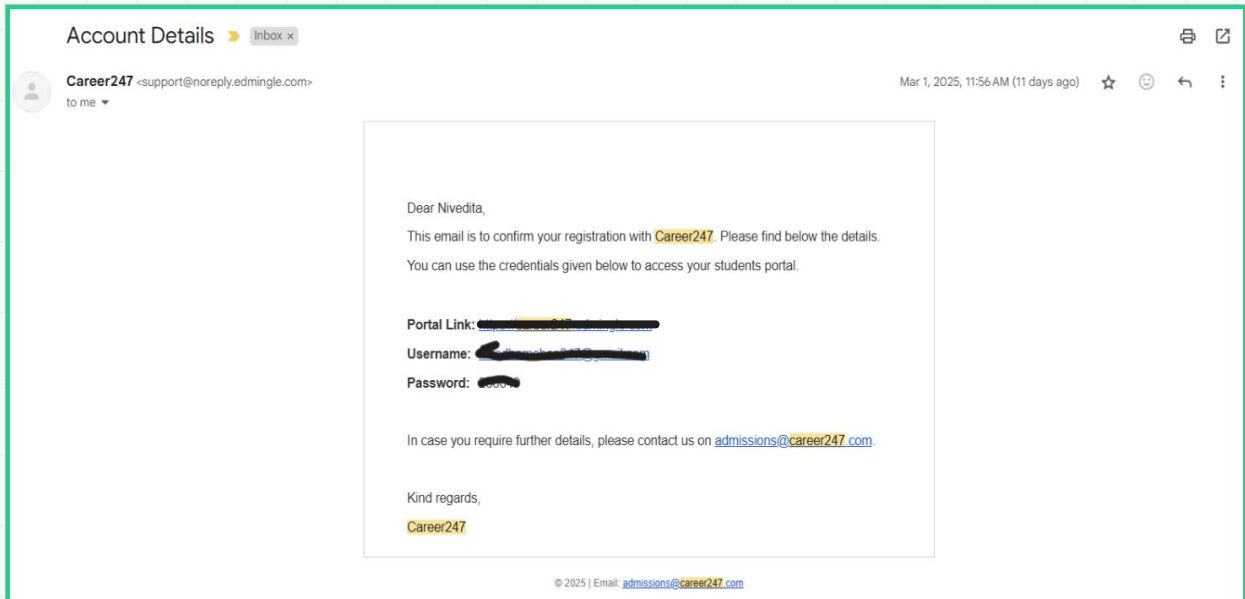 Account Details Inbox ×
Career247 <support@noreply.edmingle.com> Mar 1, 2025, 11:56 AM (11 days ago)
to me
Dear Nivedita,
This email is to confirm your registration with Career247. Please find below the details.
You can use the credentials given below to access your students portal.
Portal Link:
Username:
Password:
In case you require further details, please contact us on admissions@career247.com.
Kind regards,
Career247
© 2025 | Email: admissions@career247.com